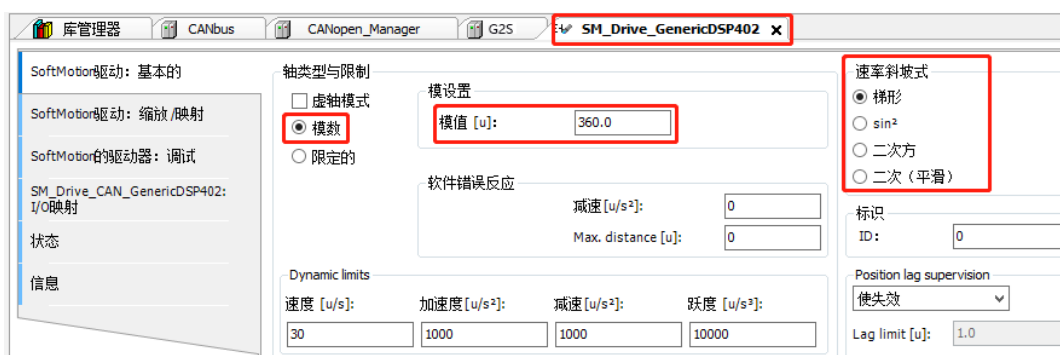 库管理器
CANbus
CANopen_Manager
G2S
SM_Drive_GenericDSP402 x
SoftMotion驱动：基本的
SoftMotion驱动：缩放/映射
SoftMotion的驱动器：调试
SM_Drive_CAN_GenericDSP402:
I/O映射
状态
信息
轴类型与限制
虚轴模式
模数
限定的
模设置
模值 [u]:
360.0
软件错误反应
减速[u/s²]:
0
Max. distance [u]:
0
Dynamic limits
速度 [u/s]:
加速度[u/s²]:
减速[u/s²]:
跃度 [u/s³]:
30
1000
1000
10000
速率斜坡式
梯形
sin²
二次方
二次（平滑）
标识
ID:
0
Position lag supervision
使失效
Lag limit [u]:
1.0